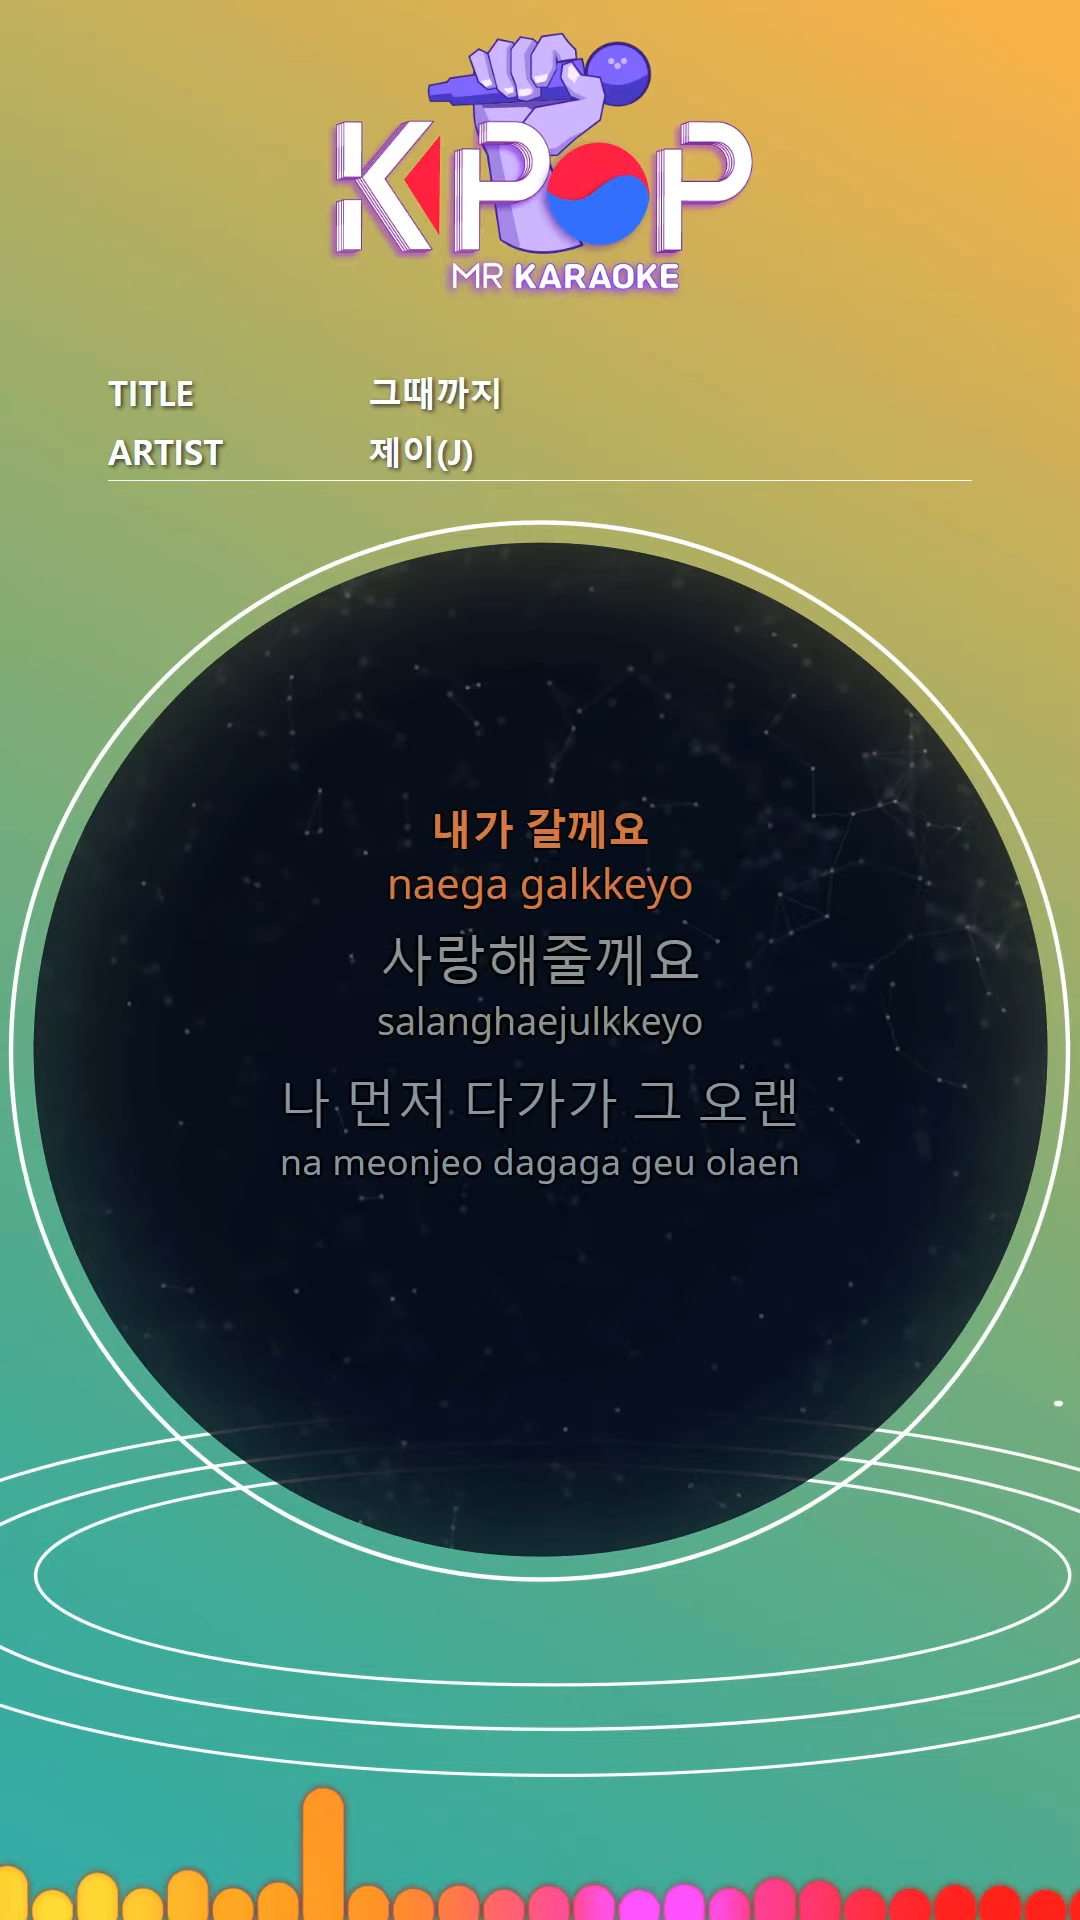 KPOP
MR KARAOKE
TITLE 그때까지
ARTIST 제이(J)
내가 갈께요
naega galkkeyo
사랑해줄께요
salanghaejulkkeyo
나 먼저 다가가 그 오랜
na meonjeo dagaga geu olaen